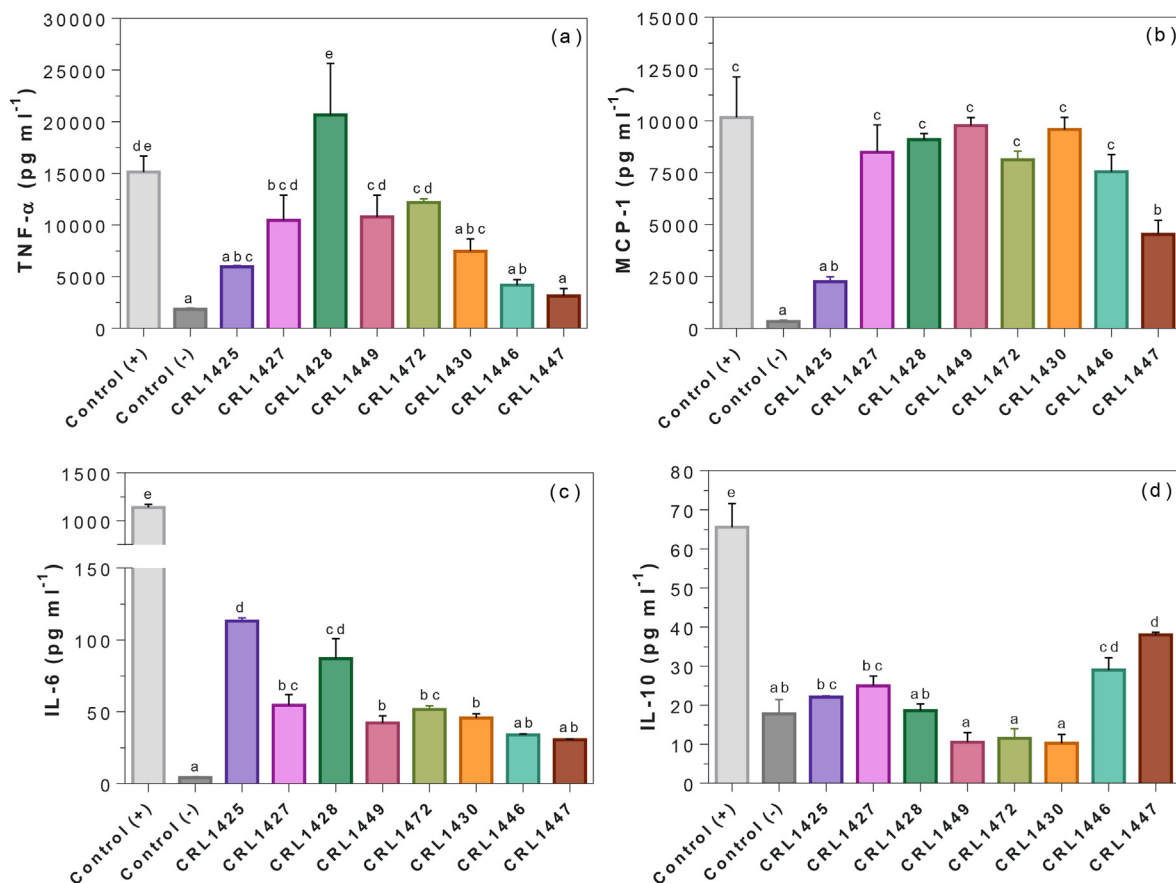 (a)
TNF-α (pg ml⁻¹)
30000
25000
20000
15000
10000
5000
0
d e
a
a b c
b c d
e
c d
c d
a b c
a b
a
Control (+)
Control (-)
CRL1425
CRL1427
CRL1428
CRL1449
CRL1472
CRL1430
CRL1446
CRL1447
(b)
MCP-1 (pg ml⁻¹)
15000
12500
10000
7500
5000
2500
0
c
a
a b
c
c
c
c
c
c
b
Control (+)
Control (-)
CRL1425
CRL1427
CRL1428
CRL1449
CRL1472
CRL1430
CRL1446
CRL1447
(c)
IL-6 (pg ml⁻¹)
1500
1000
150
100
50
0
e
a
d
b c
c d
b
b c
b
a b
a b
Control (+)
Control (-)
CRL1425
CRL1427
CRL1428
CRL1449
CRL1472
CRL1430
CRL1446
CRL1447
(d)
IL-10 (pg ml⁻¹)
80
70
60
50
40
30
20
10
0
e
a b
b c
b c
a b
a
a
a
c d
d
Control (+)
Control (-)
CRL1425
CRL1427
CRL1428
CRL1449
CRL1472
CRL1430
CRL1446
CRL1447